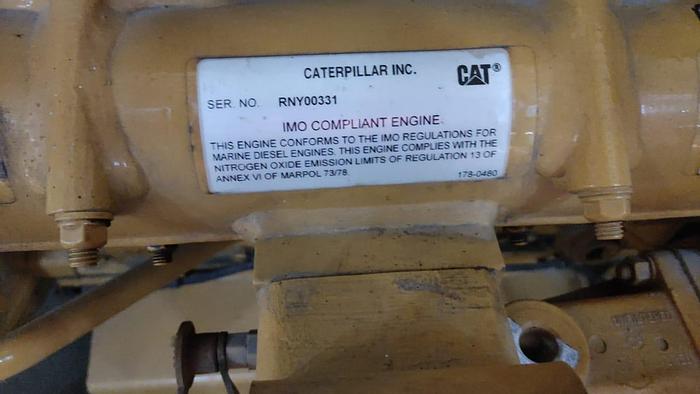 CATERPILLAR INC.
CAT®
SER. NO. RNY00331
IMO COMPLIANT ENGINE
THIS ENGINE CONFORMS TO THE IMO REGULATIONS FOR
MARINE DIESEL ENGINES. THIS ENGINE COMPLIES WITH THE
NITROGEN OXIDE EMISSION LIMITS OF REGULATION 13 OF
ANNEX VI OF MARPOL 73/78.
178-0480